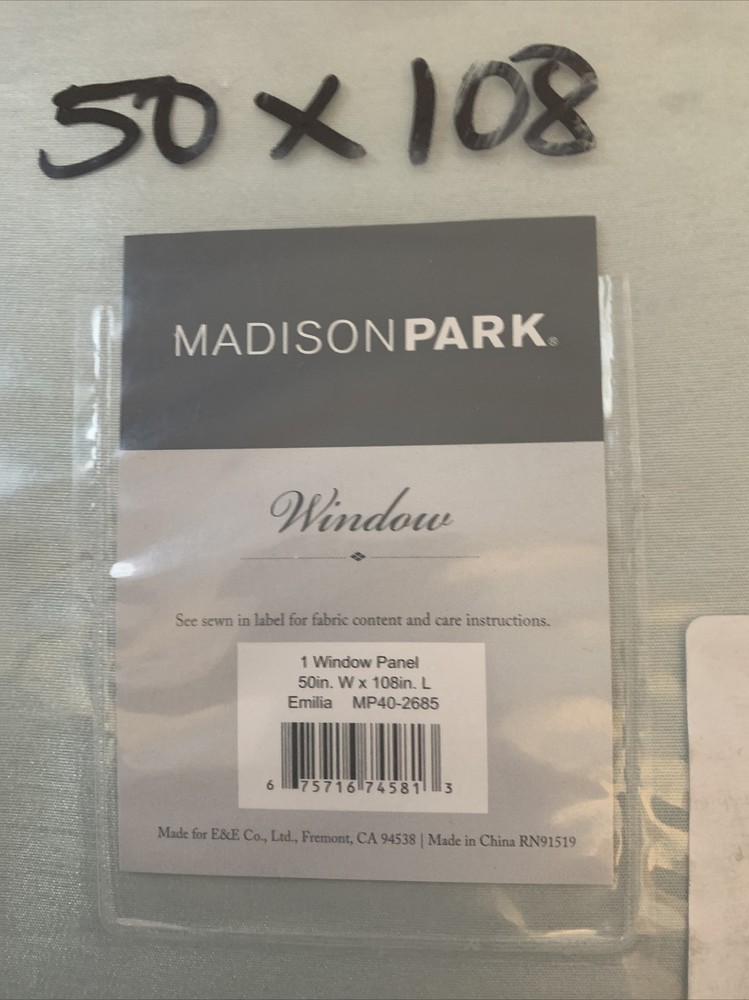 50 x 108
MADISONPARK®
Window
See sewn in label for fabric content and care instructions.
1 Window Panel
50in. W x 108in. L
Emilia MP40-2685
6 75716 74581 3
Made for E&E Co., Ltd., Fremont, CA 94538 | Made in China RN91519